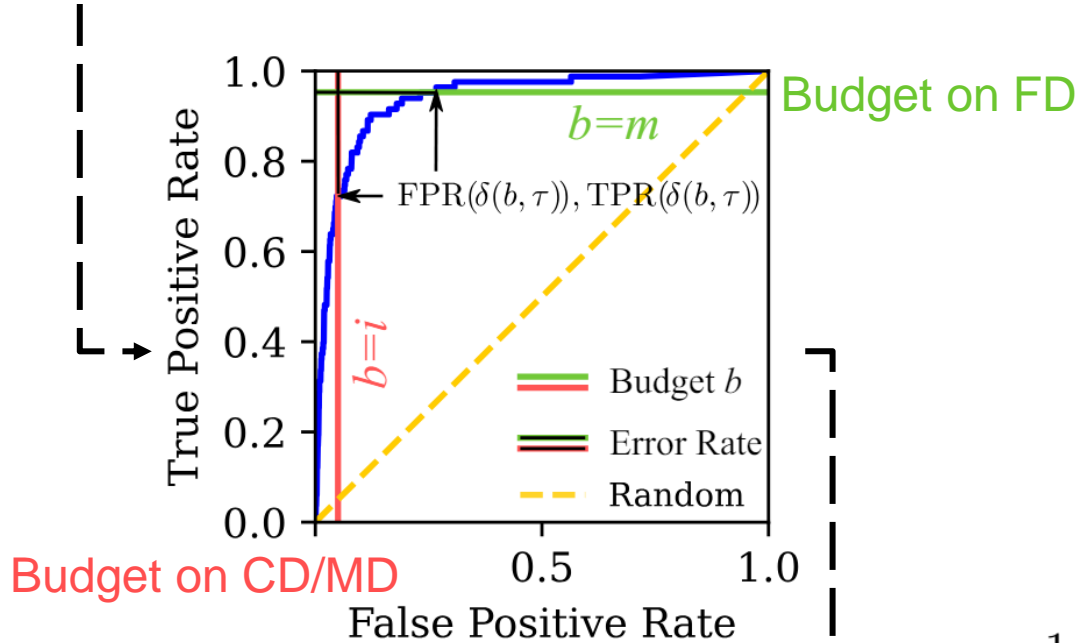 1.0
0.8
0.6
0.4
0.2
0.0
True Positive Rate
Budget on FD
b=m
FPR(δ(b, τ)), TPR(δ(b, τ))
b=i
Budget b
Error Rate
Random
Budget on CD/MD
0.5
1.0
False Positive Rate
1